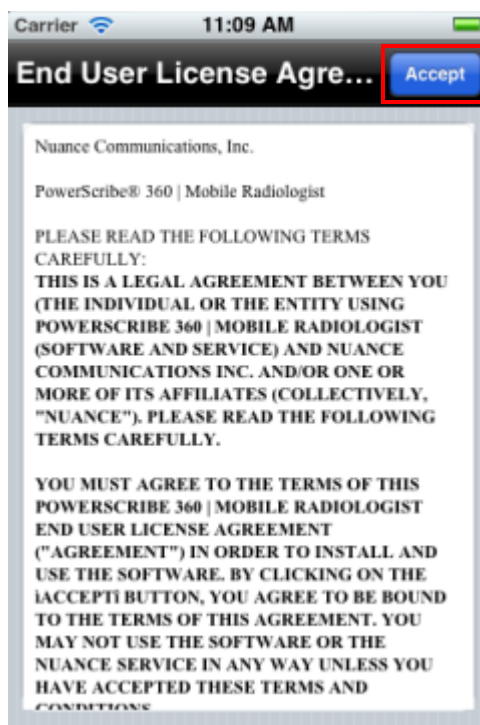 Carrier 11:09 AM
End User License Agre... Accept
Nuance Communications, Inc.
PowerScribe® 360 | Mobile Radiologist
PLEASE READ THE FOLLOWING TERMS
CAREFULLY:
THIS IS A LEGAL AGREEMENT BETWEEN YOU
(THE INDIVIDUAL OR THE ENTITY USING
POWERSCRIBE 360 | MOBILE RADIOLOGIST
(SOFTWARE AND SERVICE) AND NUANCE
COMMUNICATIONS INC. AND/OR ONE OR
MORE OF ITS AFFILIATES (COLLECTIVELY,
"NUANCE"). PLEASE READ THE FOLLOWING
TERMS CAREFULLY.
YOU MUST AGREE TO THE TERMS OF THIS
POWERSCRIBE 360 | MOBILE RADIOLOGIST
END USER LICENSE AGREEMENT
("AGREEMENT") IN ORDER TO INSTALL AND
USE THE SOFTWARE. BY CLICKING ON THE
ìACCEPTî BUTTON, YOU AGREE TO BE BOUND
TO THE TERMS OF THIS AGREEMENT. YOU
MAY NOT USE THE SOFTWARE OR THE
NUANCE SERVICE IN ANY WAY UNLESS YOU
HAVE ACCEPTED THESE TERMS AND
CONDITIONS